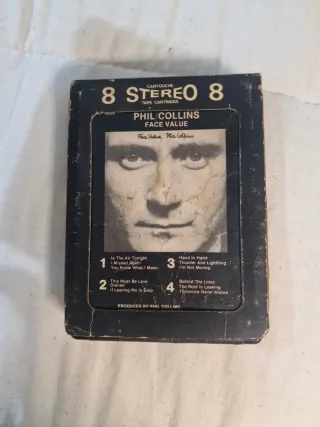 CARTOUCHE
8 STEREO 8
TAPE CARTRIDGE
PHIL COLLINS
FACE VALUE
Face Value Phil Collins
1 In The Air Tonight
I Missed Again
You Know What I Mean
3 Hand In Hand
Thunder And Lightning
I'm Not Moving
2 This Must Be Love
Droned
If Leaving Me Is Easy
4 Behind The Lines
The Roof Is Leaking
Tomorrow Never Knows
PRODUCED BY PHIL COLLINS